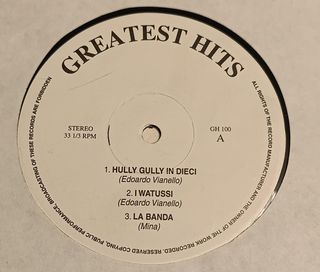 GREATEST HITS
STEREO
33 1/3 RPM
GH 100
A
1. HULLY GULLY IN DIECI
(Edoardo Vianello)
2. I WATUSSI
(Edoardo Vianello)
3. LA BANDA
(Mina)
ALL RIGHTS OF THE RECORD MANUFACTURER AND THE OWNER OF THE WORK RECORDED. RESERVED COPYING, PUBLIC PERFORMANCE, BROADCASTING OF THESE RECORDS ARE FORBIDDEN